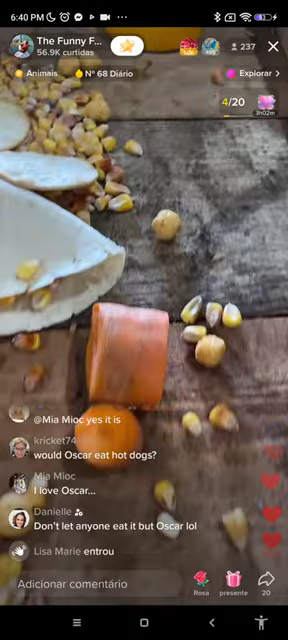 6:40 PM
The Funny F...
56.9K curtidas
237
Animais
Nº 68 Diário
Explorar >
4/20
3h02m
@Mia Mioc yes it is
kricket74
would Oscar eat hot dogs?
Mia Mioc
I love Oscar...
Danielle
Don't let anyone eat it but Oscar lol
Lisa Marie entrou
Adicionar comentário
Rosa
presente
20